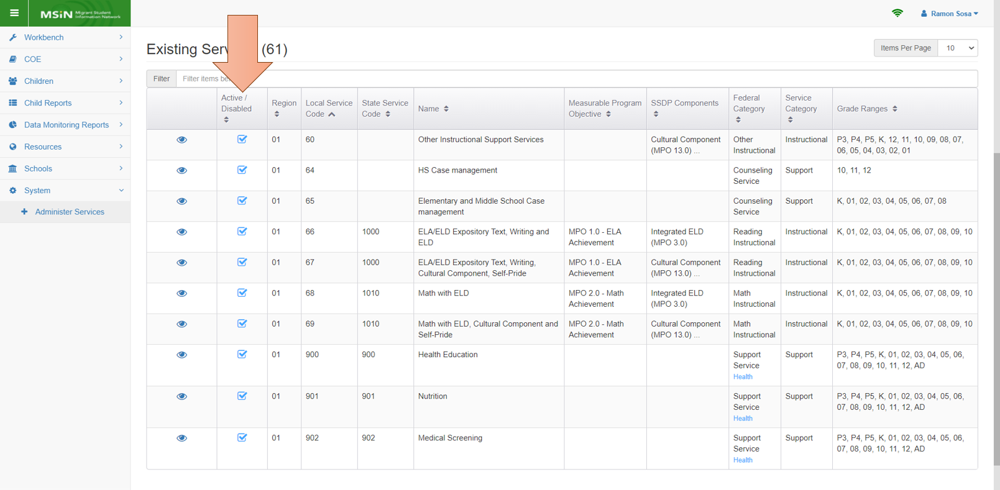 MSiN Migrant Student
Information Network
Ramon Sosa
Workbench
COE
Children
Child Reports
Data Monitoring Reports
Resources
Schools
System
Administer Services
Existing Ser (61)
Items Per Page 10
Filter Filter items be
Active /
Disabled
Region
Local Service
Code
State Service
Code
Name
Measurable Program
Objective
SSDP Components
Federal
Category
Service
Category
Grade Ranges
01 60 Other Instructional Support Services Cultural Component Other Instructional P3, P4, P5, K, 12, 11, 10, 09, 08, 07,
(MPO 13.0) ... Instructional 06, 05, 04, 03, 02, 01
01 64 HS Case management Counseling Support 10, 11, 12
Service
01 65 Elementary and Middle School Case Counseling Support K, 01, 02, 03, 04, 05, 06, 07, 08
management Service
01 66 1000 ELA/ELD Expository Text, Writing and MPO 1.0 - ELA Integrated ELD Reading Instructional K, 01, 02, 03, 04, 05, 06, 07, 08, 09, 10
ELD Achievement (MPO 3.0) Instructional
01 67 1000 ELA/ELD Expository Text, Writing, MPO 1.0 - ELA Cultural Component Reading Instructional K, 01, 02, 03, 04, 05, 06, 07, 08, 09, 10
Cultural Component, Self-Pride Achievement (MPO 13.0) ... Instructional
01 68 1010 Math with ELD MPO 2.0 - Math Integrated ELD Math Instructional K, 01, 02, 03, 04, 05, 06, 07, 08, 09, 10
Achievement (MPO 3.0) Instructional
01 69 1010 Math with ELD, Cultural Component and MPO 2.0 - Math Cultural Component Math Instructional K, 01, 02, 03, 04, 05, 06, 07, 08, 09, 10
Self-Pride Achievement (MPO 13.0) ... Instructional
01 900 900 Health Education Support Support P3, P4, P5, K, 01, 02, 03, 04, 05, 06,
Service 07, 08, 09, 10, 11, 12, AD
Health
01 901 901 Nutrition Support Support P3, P4, P5, K, 01, 02, 03, 04, 05, 06,
Service 07, 08, 09, 10, 11, 12, AD
Health
01 902 902 Medical Screening Support Support P3, P4, P5, K, 01, 02, 03, 04, 05, 06,
Service 07, 08, 09, 10, 11, 12, AD
Health